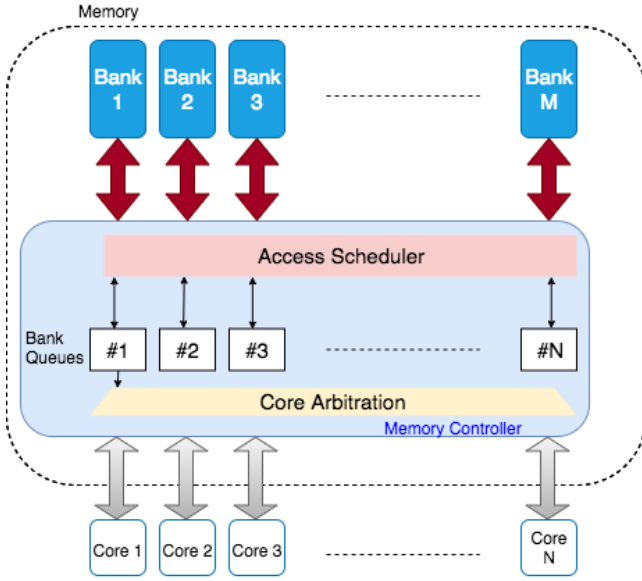 Memory
Bank 1
Bank 2
Bank 3
Bank M
Access Scheduler
Bank Queues
#1
#2
#3
#N
Core Arbitration
Memory Controller
Core 1
Core 2
Core 3
Core N